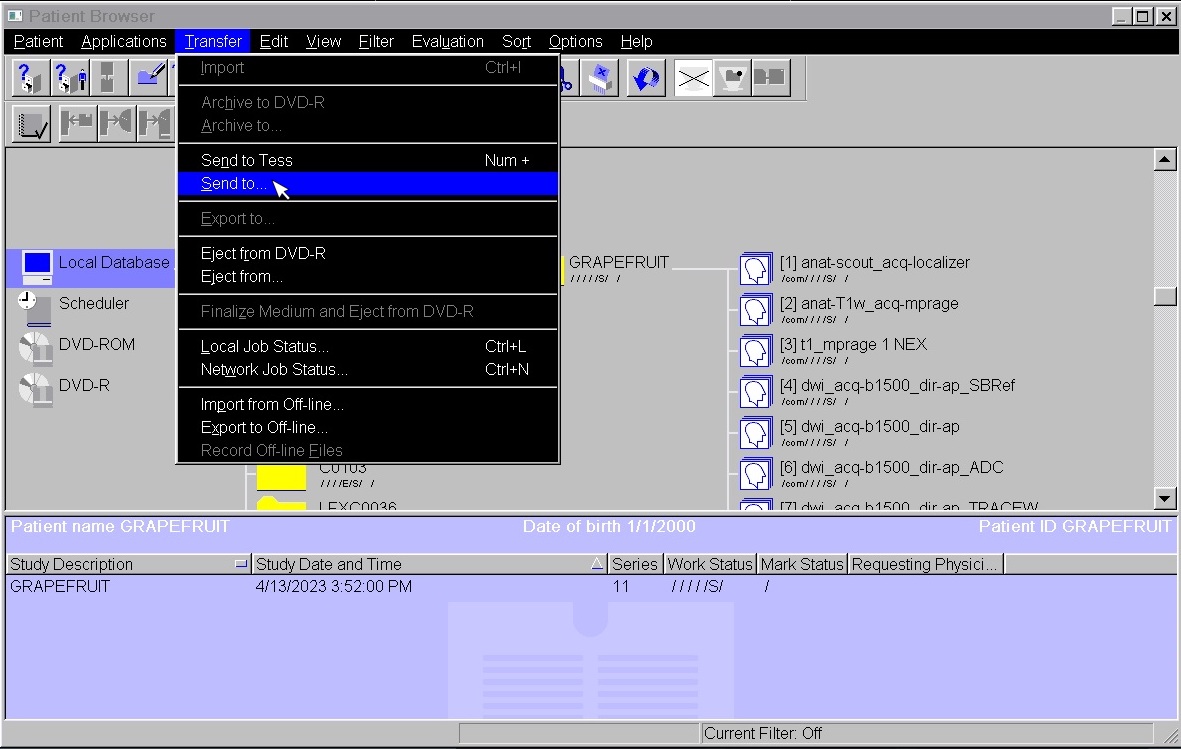 Patient Browser
Patient Applications Transfer Edit View Filter Evaluation Sort Options Help
Import Ctrl+I
Archive to DVD-R
Archive to...
Send to Tess Num +
Send to...
Export to...
Eject from DVD-R
Eject from...
Finalize Medium and Eject from DVD-R
Local Job Status... Ctrl+L
Network Job Status... Ctrl+N
Import from Off-line...
Export to Off-line...
Record Off-line Files
Local Database
Scheduler
DVD-ROM
DVD-R
C0103
////E/S/ /
LEXC0036
GRAPEFRUIT
/////S/ /
[1] anat-scout_acq-localizer
/com////S/ /
[2] anat-T1w_acq-mprage
/com////S/ /
[3] t1_mprage 1 NEX
/com////S/ /
[4] dwi_acq-b1500_dir-ap_SBRef
/com////S/ /
[5] dwi_acq-b1500_dir-ap
/com////S/ /
[6] dwi_acq-b1500_dir-ap_ADC
/com////S/ /
[7] dwi_acq-b1500_dir-ap_TRACEW
Patient name GRAPEFRUIT Date of birth 1/1/2000 Patient ID GRAPEFRUIT
Study Description Study Date and Time Series Work Status Mark Status Requesting Physici...
GRAPEFRUIT 4/13/2023 3:52:00 PM 11 /////S/ /
Current Filter: Off